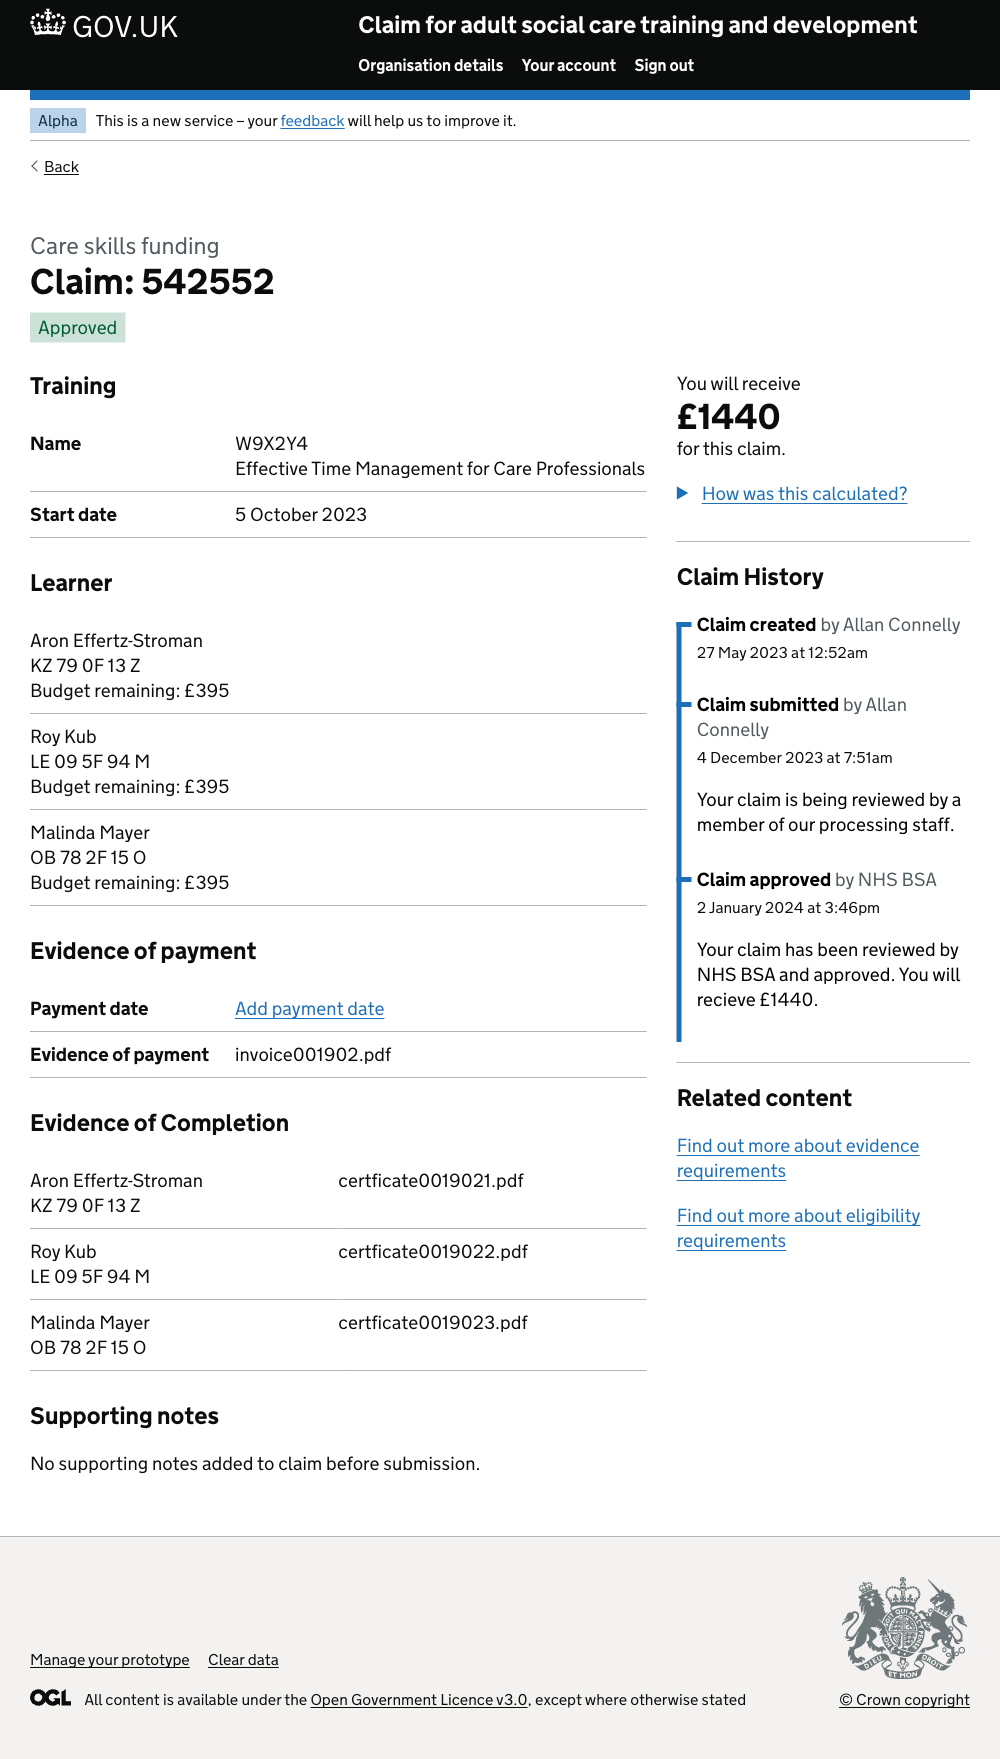 GOV.UK
Claim for adult social care training and development
Organisation details Your account Sign out
Alpha This is a new service – your feedback will help us to improve it.
Back
Care skills funding
Claim: 542552
Approved
Training
Name W9X2Y4
Effective Time Management for Care Professionals
Start date 5 October 2023
Learner
Aron Effertz-Stroman
KZ 79 0F 13 Z
Budget remaining: £395
Roy Kub
LE 09 5F 94 M
Budget remaining: £395
Malinda Mayer
OB 78 2F 15 O
Budget remaining: £395
Evidence of payment
Payment date Add payment date
Evidence of payment invoice001902.pdf
Evidence of Completion
Aron Effertz-Stroman certficate0019021.pdf
KZ 79 0F 13 Z
Roy Kub certficate0019022.pdf
LE 09 5F 94 M
Malinda Mayer certficate0019023.pdf
OB 78 2F 15 O
Supporting notes
No supporting notes added to claim before submission.
You will receive
£1440
for this claim.
How was this calculated?
Claim History
Claim created by Allan Connelly
27 May 2023 at 12:52am
Claim submitted by Allan
Connelly
4 December 2023 at 7:51am
Your claim is being reviewed by a
member of our processing staff.
Claim approved by NHS BSA
2 January 2024 at 3:46pm
Your claim has been reviewed by
NHS BSA and approved. You will
recieve £1440.
Related content
Find out more about evidence
requirements
Find out more about eligibility
requirements
Manage your prototype Clear data
OGL All content is available under the Open Government Licence v3.0, except where otherwise stated
© Crown copyright